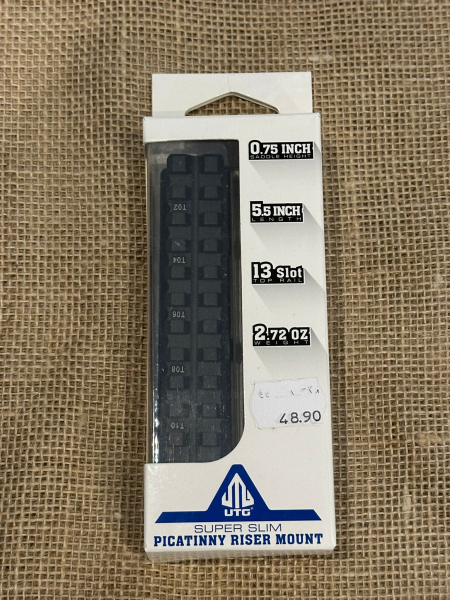 0.75 INCH
SADDLE HEIGHT
5.5 INCH
LENGTH
13 Slot
TOP RAIL
2.72 OZ
WEIGHT
T02
T04
T06
T08
T10
48.90
UTG
SUPER SLIM
PICATINNY RISER MOUNT